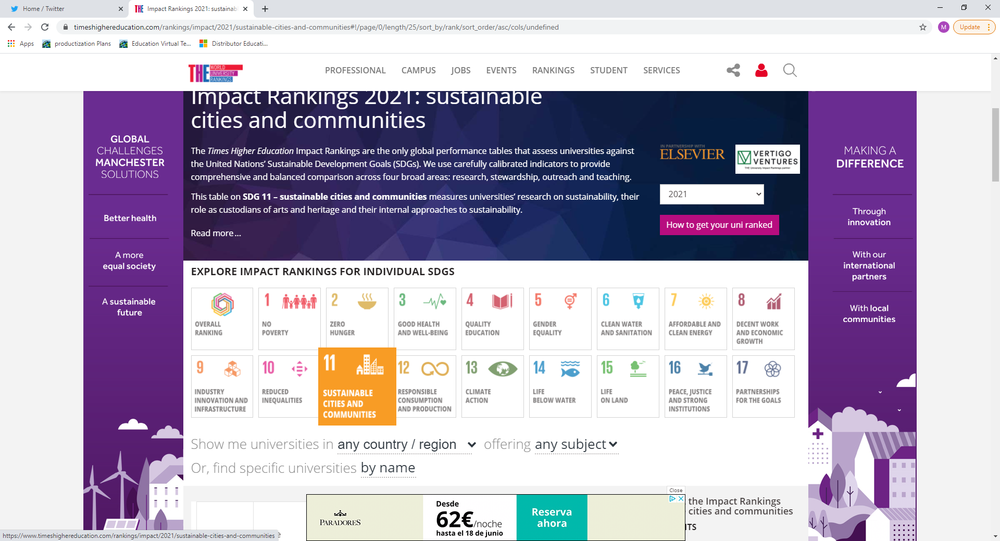 Home / Twitter
THE Impact Rankings 2021: sustainab
timeshighereducation.com/rankings/impact/2021/sustainable-cities-and-communities#!/page/0/length/25/sort_by/rank/sort_order/asc/cols/undefined
M
Update
Apps
productization Plans
Education Virtual Te...
Distributor Educati...
THE WORLD UNIVERSITY RANKINGS
PROFESSIONAL CAMPUS JOBS EVENTS RANKINGS STUDENT SERVICES
Impact Rankings 2021: sustainable
cities and communities
GLOBAL
CHALLENGES
MANCHESTER
SOLUTIONS
Better health
A more
equal society
A sustainable
future
The Times Higher Education Impact Rankings are the only global performance tables that assess universities against
the United Nations’ Sustainable Development Goals (SDGs). We use carefully calibrated indicators to provide
comprehensive and balanced comparison across four broad areas: research, stewardship, outreach and teaching.
This table on SDG 11 – sustainable cities and communities measures universities’ research on sustainability, their
role as custodians of arts and heritage and their internal approaches to sustainability.
Read more...
IN PARTNERSHIP WITH
ELSEVIER
VERTIGO
VENTURES
THE University Impact Rankings partner
2021
How to get your uni ranked
MAKING A
DIFFERENCE
Through
innovation
With our
international
partners
With local
communities
EXPLORE IMPACT RANKINGS FOR INDIVIDUAL SDGS
OVERALL
RANKING
1
NO
POVERTY
2
ZERO
HUNGER
3
GOOD HEALTH
AND WELL-BEING
4
QUALITY
EDUCATION
5
GENDER
EQUALITY
6
CLEAN WATER
AND SANITATION
7
AFFORDABLE AND
CLEAN ENERGY
8
DECENT WORK
AND ECONOMIC
GROWTH
9
INDUSTRY
INNOVATION AND
INFRASTRUCTURE
10
REDUCED
INEQUALITIES
11
SUSTAINABLE
CITIES AND
COMMUNITIES
12
RESPONSIBLE
CONSUMPTION
AND PRODUCTION
13
CLIMATE
ACTION
14
LIFE
BELOW WATER
15
LIFE
ON LAND
16
PEACE, JUSTICE
AND STRONG
INSTITUTIONS
17
PARTNERSHIPS
FOR THE GOALS
Show me universities in any country / region offering any subject
Or, find specific universities by name
Close
PARADORES
Desde
62€/noche
hasta el 18 de junio
Reserva
ahora
the Impact Rankings
cities and communities
ITS
https://www.timeshighereducation.com/rankings/impact/2021/sustainable-cities-and-communities
e